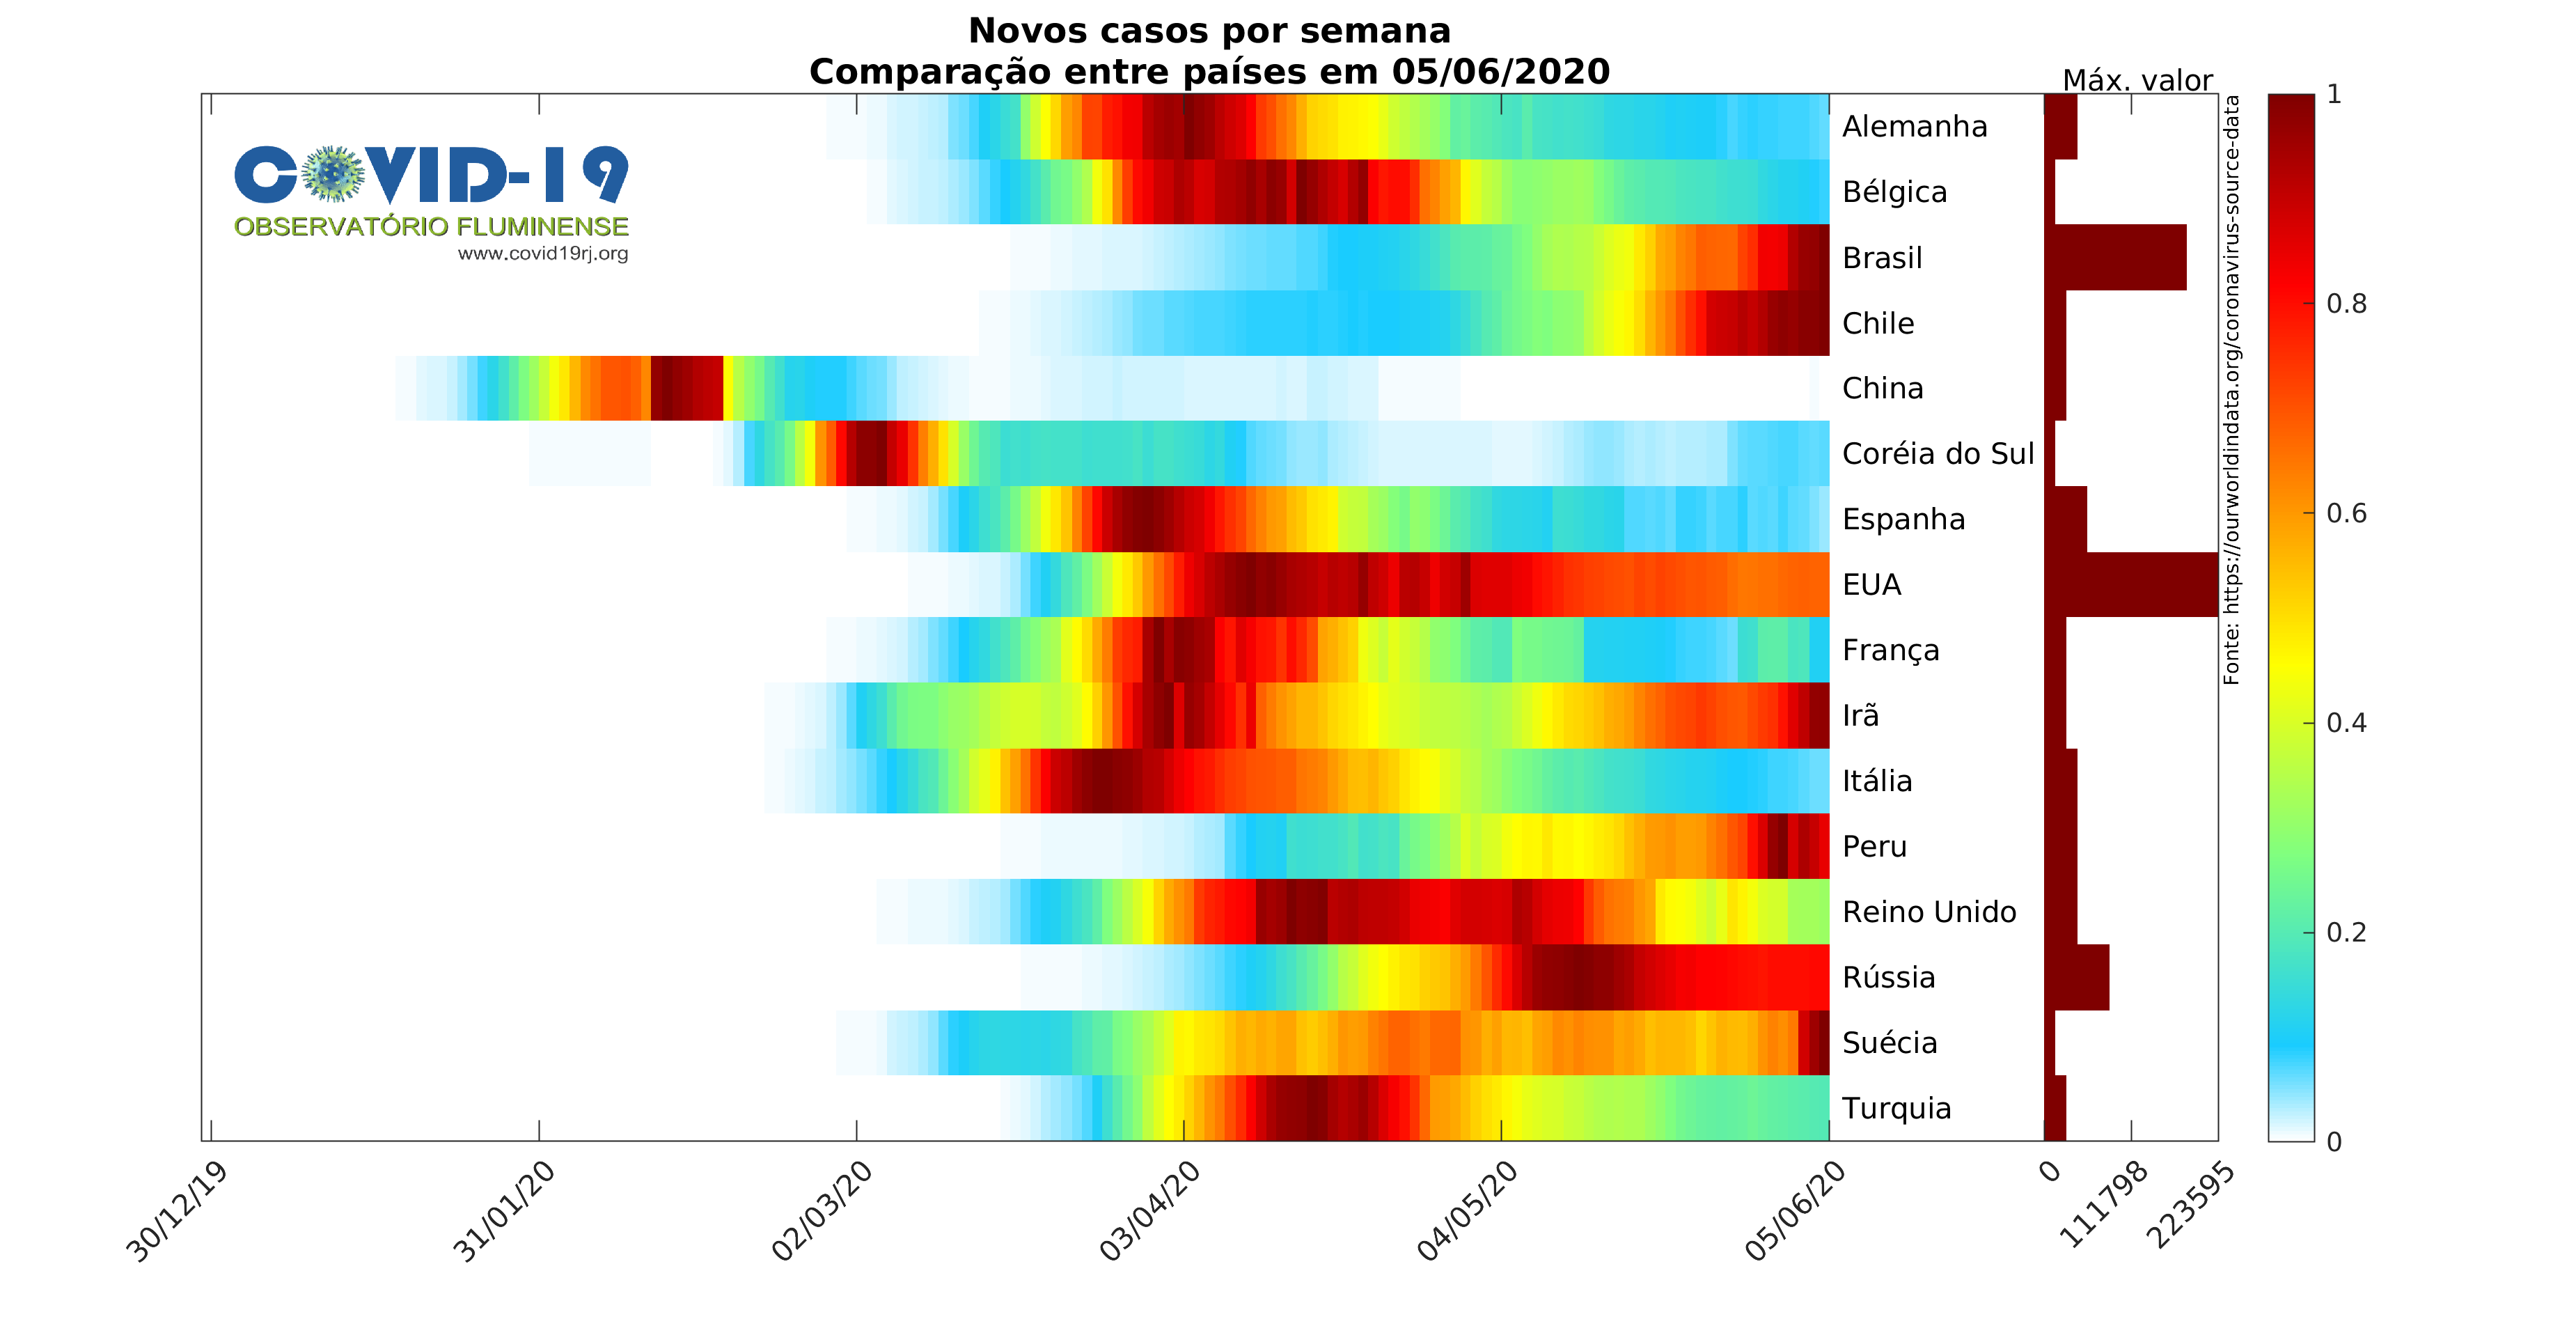 Novos casos por semana
Comparação entre países em 05/06/2020
Máx. valor
COVID-19
OBSERVATÓRIO FLUMINENSE
www.covid19rj.org
Alemanha
Bélgica
Brasil
Chile
China
Coréia do Sul
Espanha
EUA
França
Irã
Itália
Peru
Reino Unido
Rússia
Suécia
Turquia
30/12/19
31/01/20
02/03/20
03/04/20
04/05/20
05/06/20
0
111798
223595
Fonte: https://ourworldindata.org/coronavirus-source-data
1
0.8
0.6
0.4
0.2
0